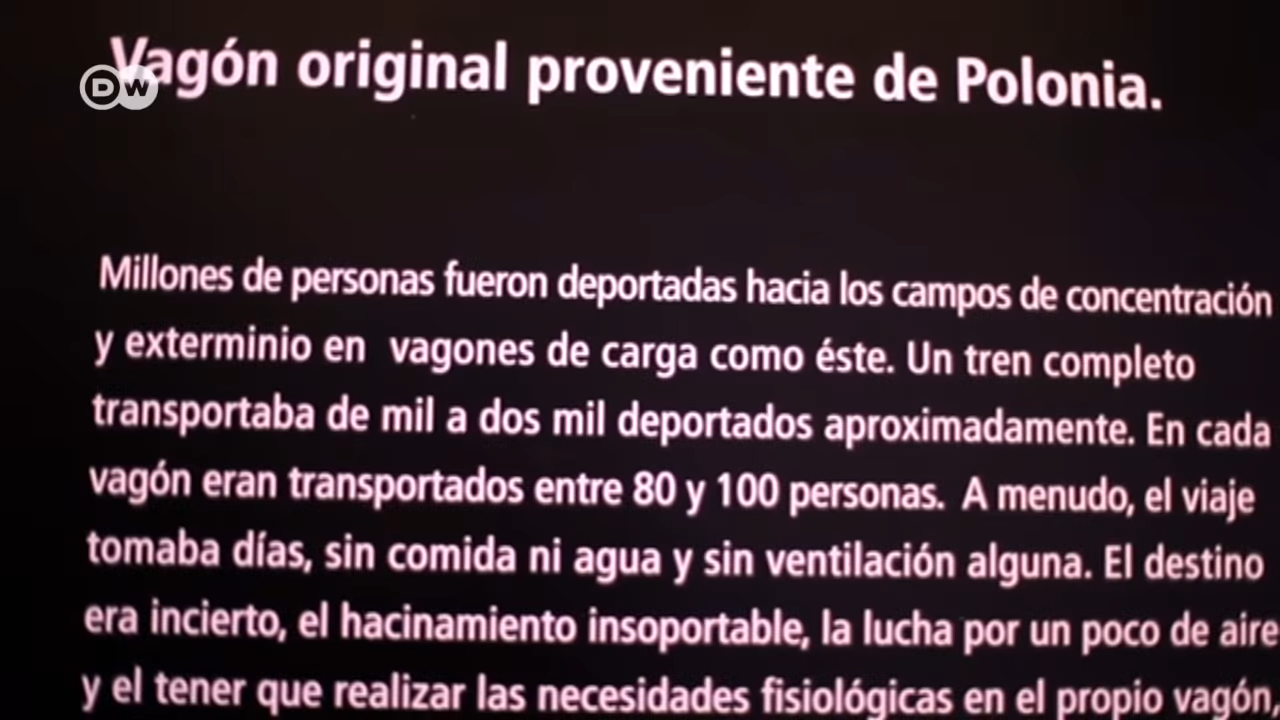 Vagón original proveniente de Polonia.
DW
Millones de personas fueron deportadas hacia los campos de concentración
y exterminio en vagones de carga como éste. Un tren completo
transportaba de mil a dos mil deportados aproximadamente. En cada
vagón eran transportados entre 80 y 100 personas. A menudo, el viaje
tomaba días, sin comida ni agua y sin ventilación alguna. El destino
era incierto, el hacinamiento insoportable, la lucha por un poco de aire
y el tener que realizar las necesidades fisiológicas en el propio vagón,